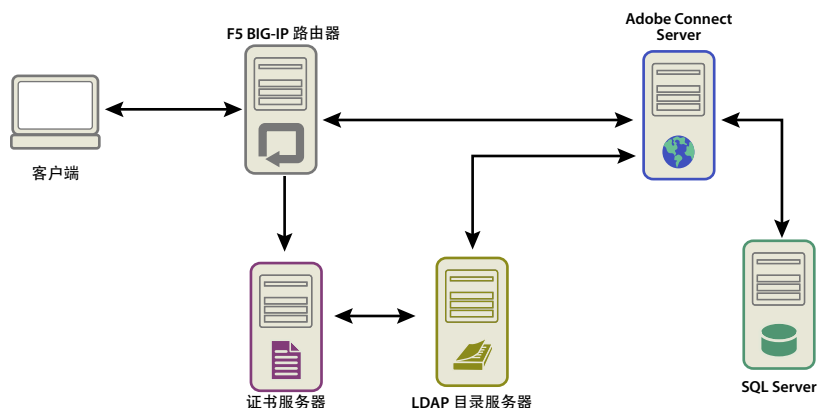 Adobe Connect
Server
F5 BIG-IP 路由器
客户端
SQL Server
证书服务器
LDAP 目录服务器